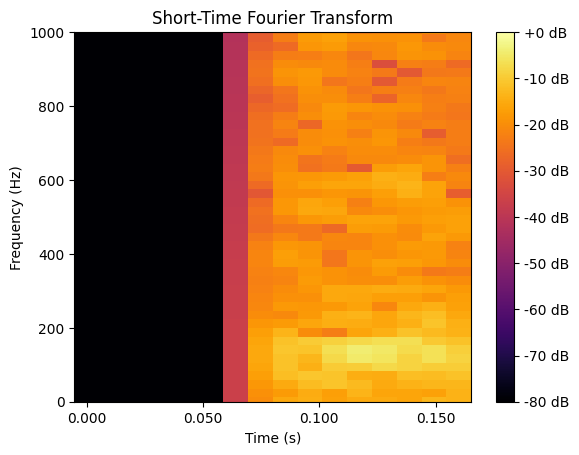 Short-Time Fourier Transform
1000
800
600
400
200
0
Frequency (Hz)
0.000
0.050
0.100
0.150
Time (s)
+0 dB
-10 dB
-20 dB
-30 dB
-40 dB
-50 dB
-60 dB
-70 dB
-80 dB